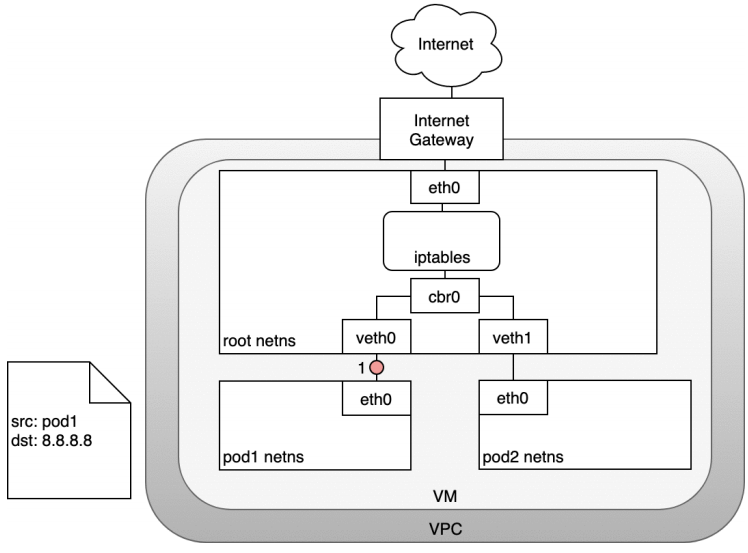 Internet
Internet
Gateway
eth0
iptables
cbr0
veth0
veth1
root netns
1
eth0
eth0
src: pod1
dst: 8.8.8.8
pod1 netns
pod2 netns
VM
VPC